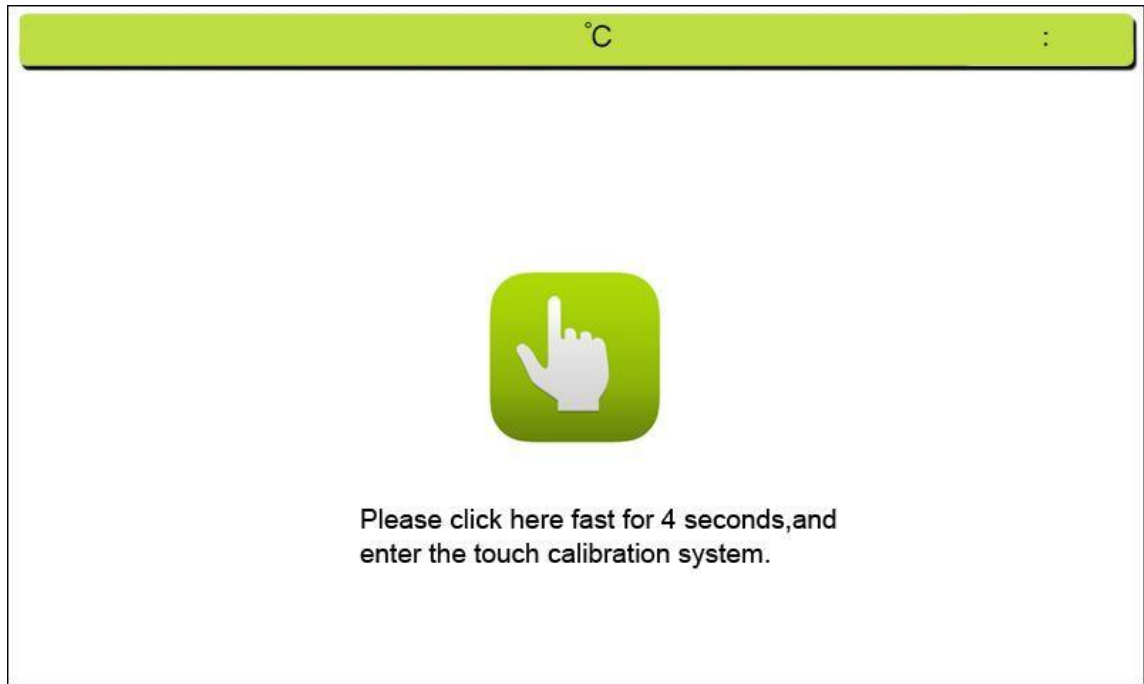 °C :
Please click here fast for 4 seconds,and
enter the touch calibration system.